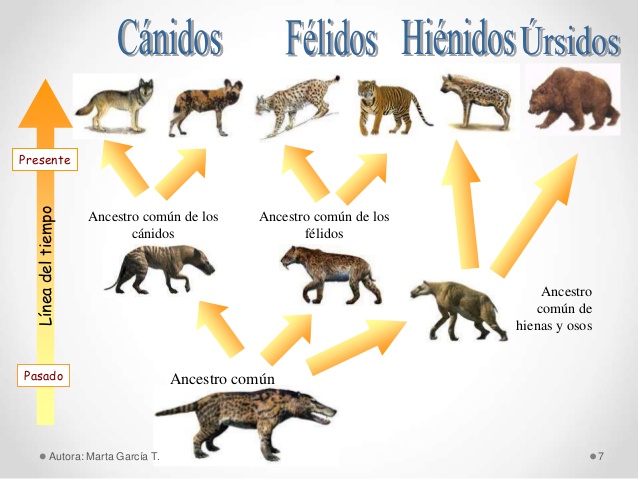 Cánidos
Félidos
Hiénidos
Úrsidos
Presente
Línea del tiempo
Ancestro común de los
cánidos
Ancestro común de los
félidos
Ancestro
común de
hienas y osos
Pasado
Ancestro común
Autora: Marta García T.
7